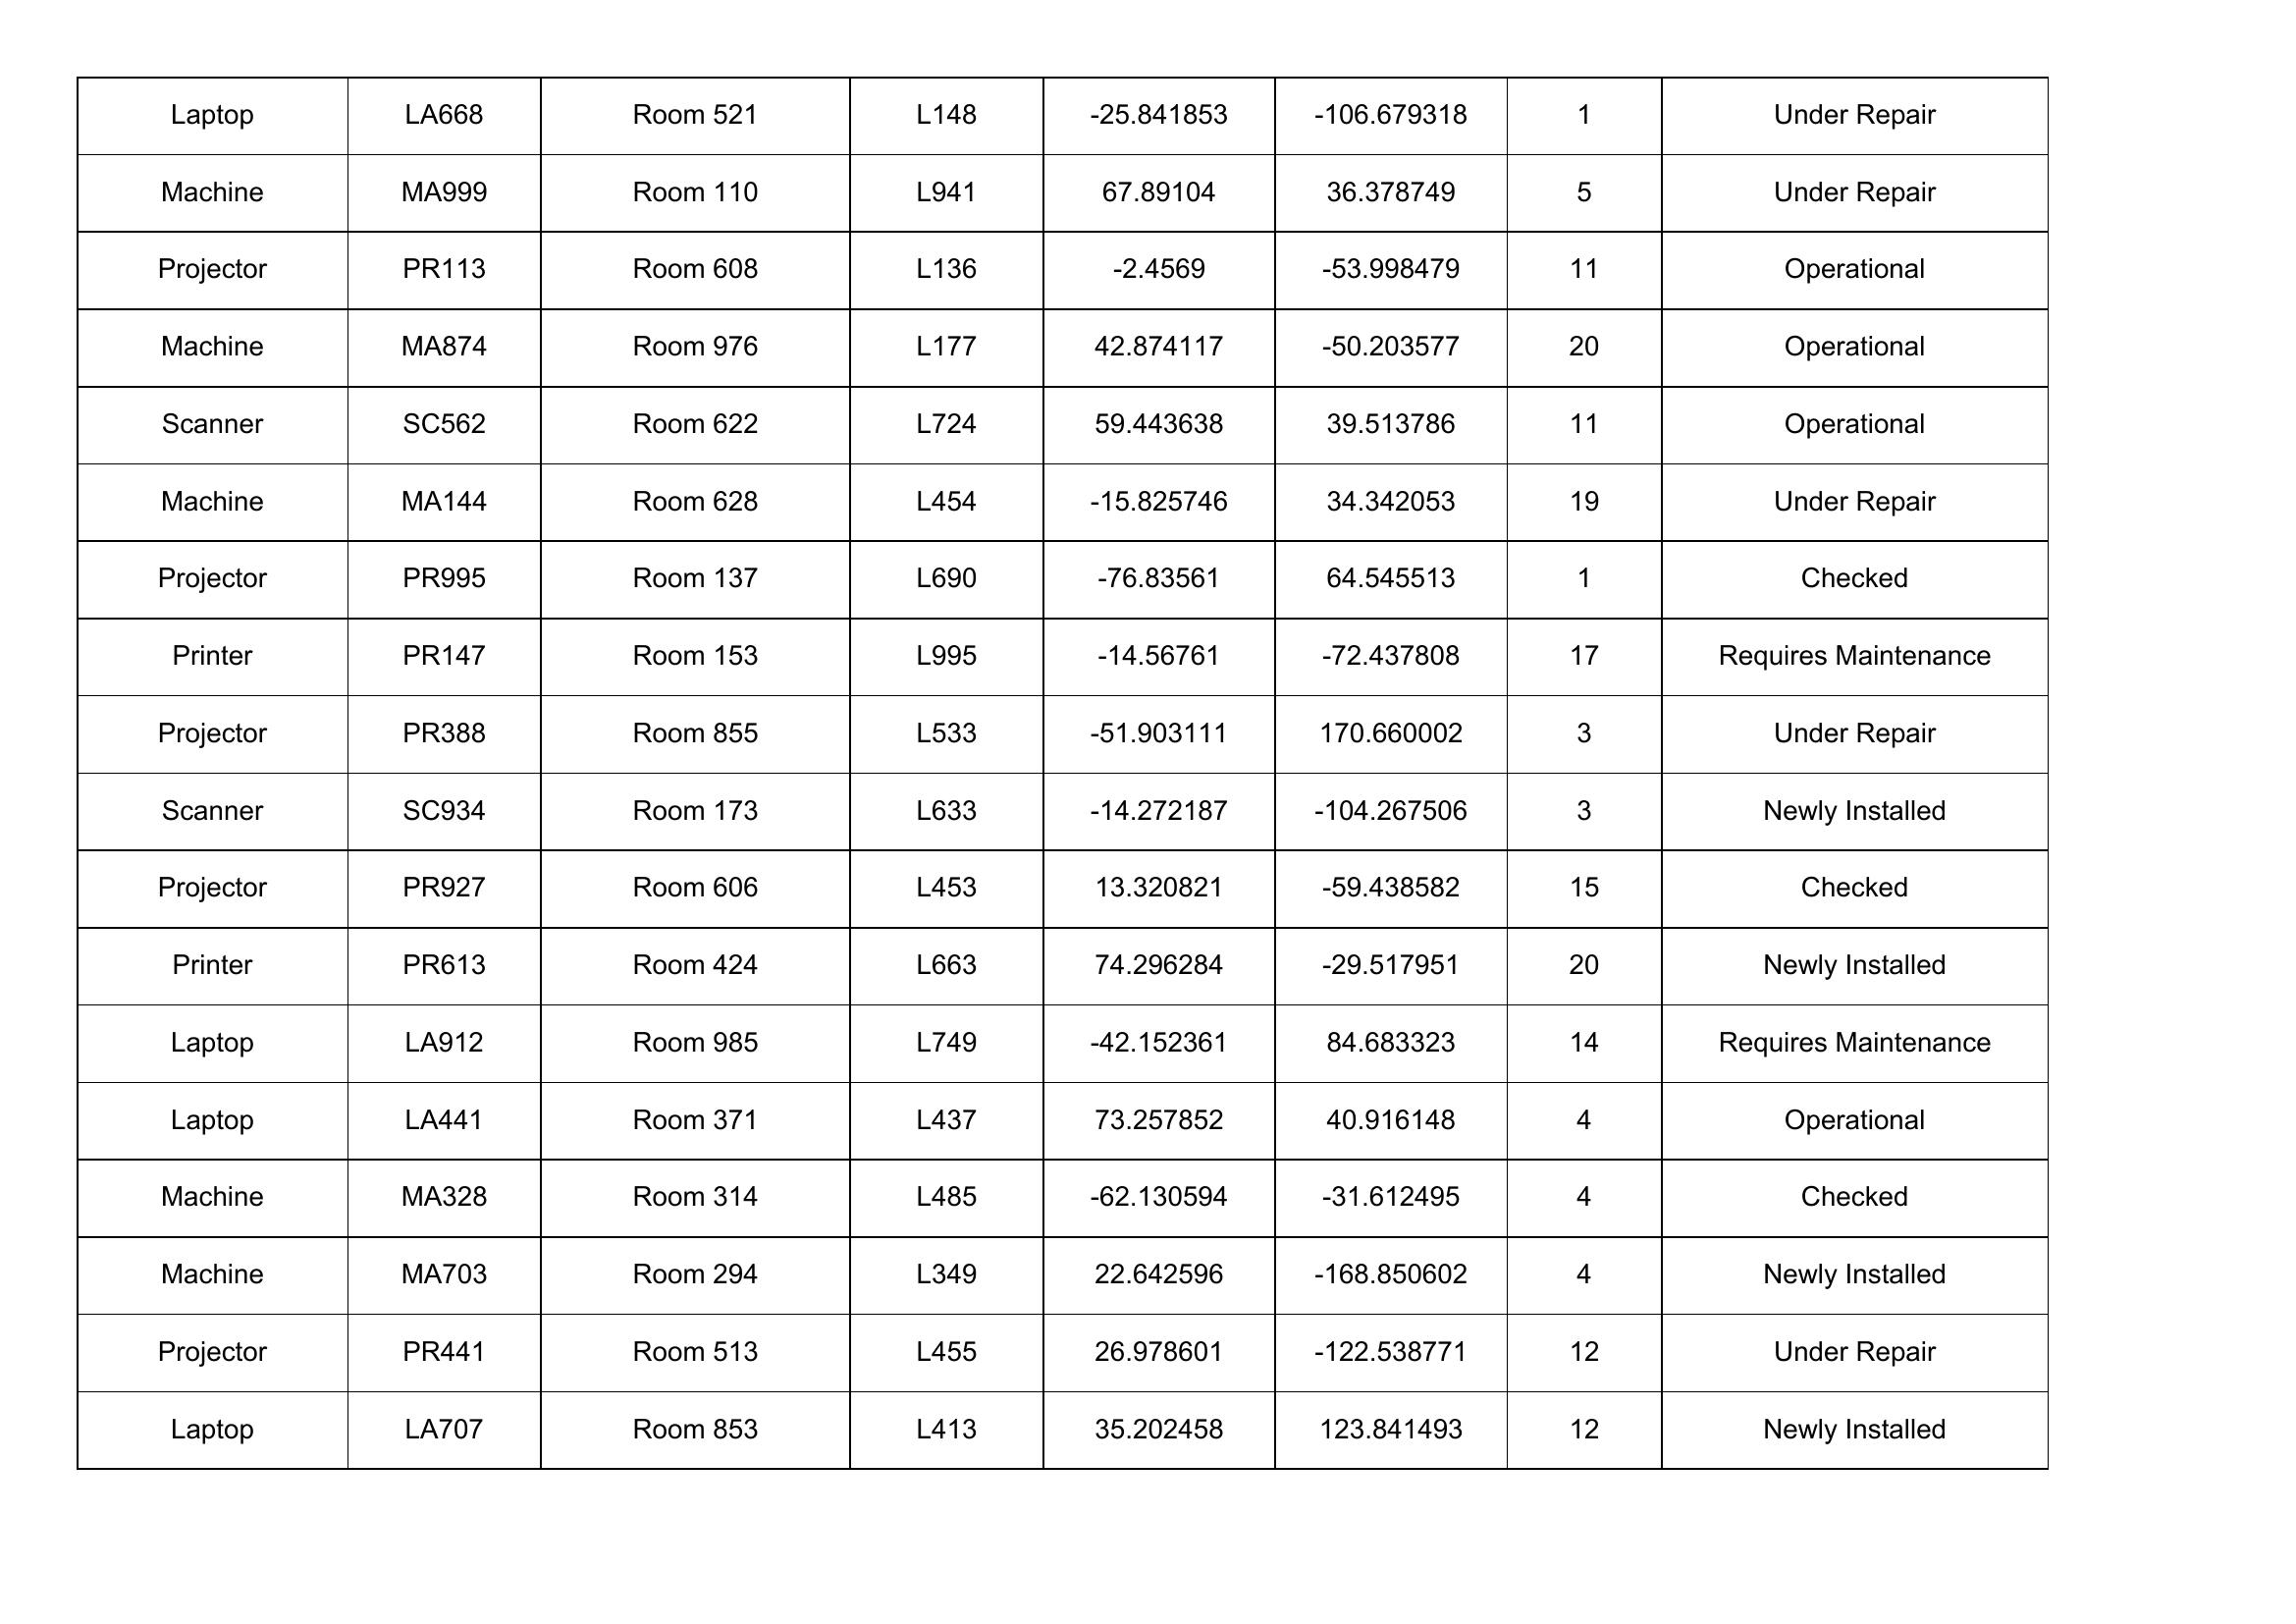 Laptop LA668 Room 521 L148 -25.841853 -106.679318 1 Under Repair
Machine MA999 Room 110 L941 67.89104 36.378749 5 Under Repair
Projector PR113 Room 608 L136 -2.4569 -53.998479 11 Operational
Machine MA874 Room 976 L177 42.874117 -50.203577 20 Operational
Scanner SC562 Room 622 L724 59.443638 39.513786 11 Operational
Machine MA144 Room 628 L454 -15.825746 34.342053 19 Under Repair
Projector PR995 Room 137 L690 -76.83561 64.545513 1 Checked
Printer PR147 Room 153 L995 -14.56761 -72.437808 17 Requires Maintenance
Projector PR388 Room 855 L533 -51.903111 170.660002 3 Under Repair
Scanner SC934 Room 173 L633 -14.272187 -104.267506 3 Newly Installed
Projector PR927 Room 606 L453 13.320821 -59.438582 15 Checked
Printer PR613 Room 424 L663 74.296284 -29.517951 20 Newly Installed
Laptop LA912 Room 985 L749 -42.152361 84.683323 14 Requires Maintenance
Laptop LA441 Room 371 L437 73.257852 40.916148 4 Operational
Machine MA328 Room 314 L485 -62.130594 -31.612495 4 Checked
Machine MA703 Room 294 L349 22.642596 -168.850602 4 Newly Installed
Projector PR441 Room 513 L455 26.978601 -122.538771 12 Under Repair
Laptop LA707 Room 853 L413 35.202458 123.841493 12 Newly Installed